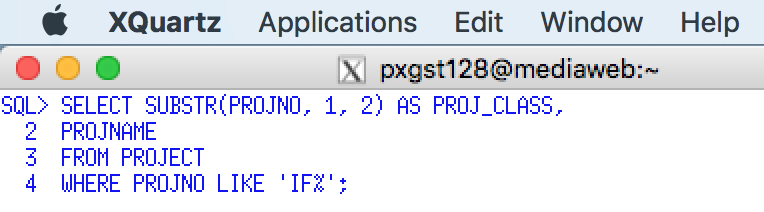 XQuartz Applications Edit Window Help
X pxgst128@mediaweb:~
SQL> SELECT SUBSTR(PROJNO, 1, 2) AS PROJ_CLASS,
2 PROJNAME
3 FROM PROJECT
4 WHERE PROJNO LIKE 'IF%';